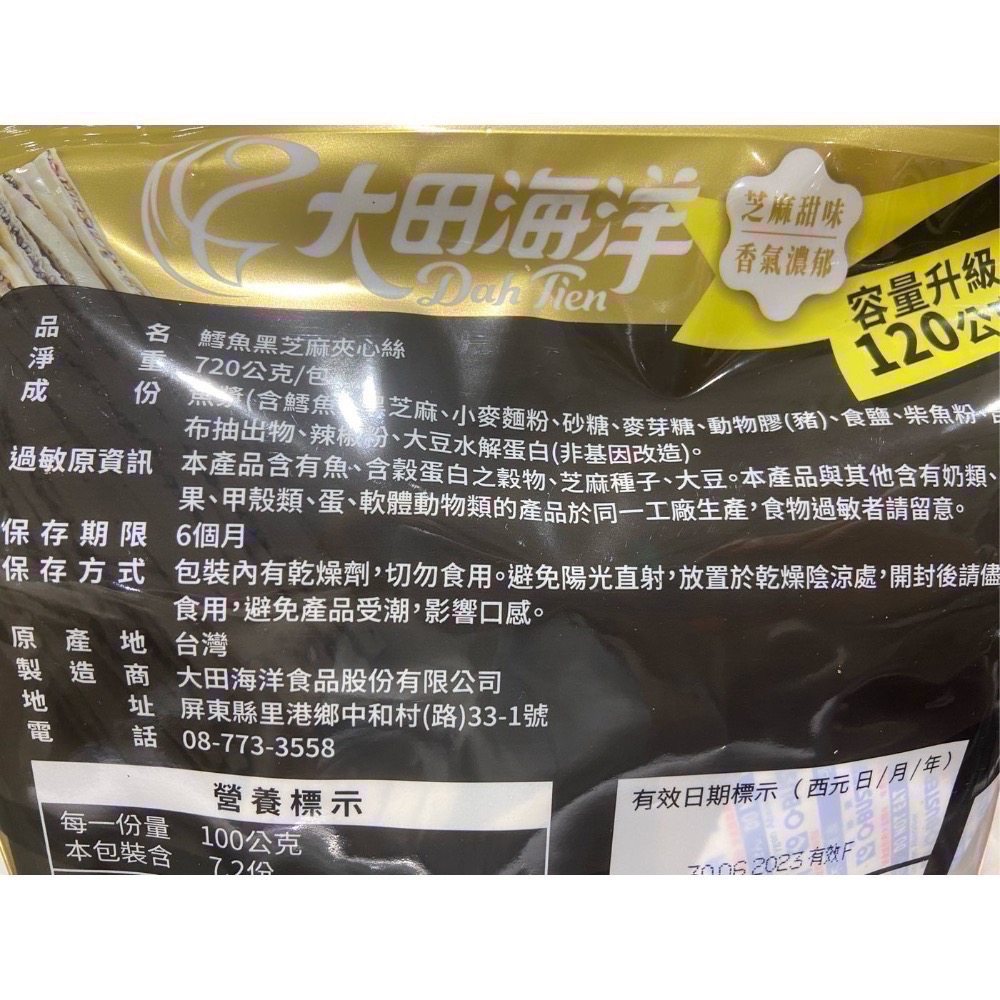 大田海洋
Dah Tien
芝麻甜味
香氣濃郁
容量升級
120公
品名 鱈魚黑芝麻夾心絲
淨重 720公克/包
成份 魚漿(含鱈魚 黑芝麻、小麥麵粉、砂糖、麥芽糖、動物膠(豬)、食鹽、柴魚粉、
布抽出物、辣椒粉、大豆水解蛋白(非基因改造)。
過敏原資訊 本產品含有魚、含穀蛋白之穀物、芝麻種子、大豆。本產品與其他含有奶類、
果、甲殼類、蛋、軟體動物類的產品於同一工廠生產，食物過敏者請留意。
保存期限 6個月
保存方式 包裝內有乾燥劑，切勿食用。避免陽光直射，放置於乾燥陰涼處，開封後請儘
食用，避免產品受潮，影響口感。
原產地 台灣
製造商 大田海洋食品股份有限公司
地址 屏東縣里港鄉中和村(路)33-1號
電話 08-773-3558
營養標示
每一份量 100公克
本包裝含 7.2份
有效日期標示（西元日/月/年）
30 06 2023 有效F